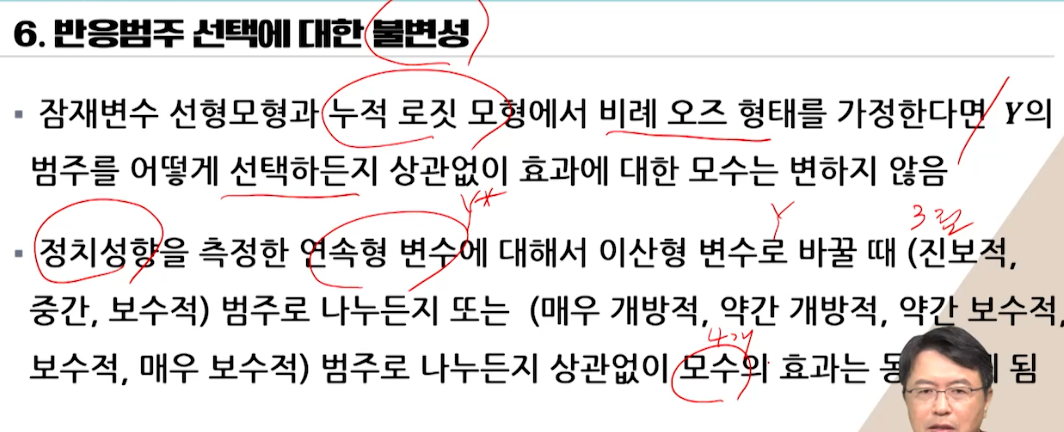 6. 반응범주 선택에 대한 불변성
▪ 잠재변수 선형모형과 누적 로짓 모형에서 비례 오즈 형태를 가정한다면 Y의
범주를 어떻게 선택하든지 상관없이 효과에 대한 모수는 변하지 않음
Y* Y 3
▪ 정치성향을 측정한 연속형 변수에 대해서 이산형 변수로 바꿀 때 (진보적,
중간, 보수적) 범주로 나누든지 또는 (매우 개방적, 약간 개방적, 약간 보수적,
4개
보수적, 매우 보수적) 범주로 나누든지 상관없이 모수의 효과는 됨